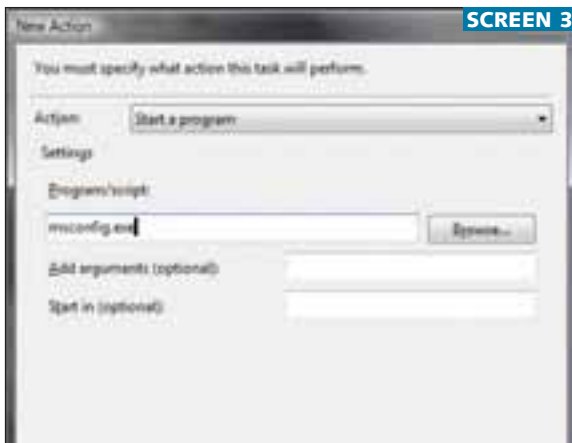 SCREEN 3
New Action
You must specify what action this task will perform.
Action: Start a program
Settings
Program/script:
msconfig.exe Browse...
Add arguments (optional):
Start in (optional):